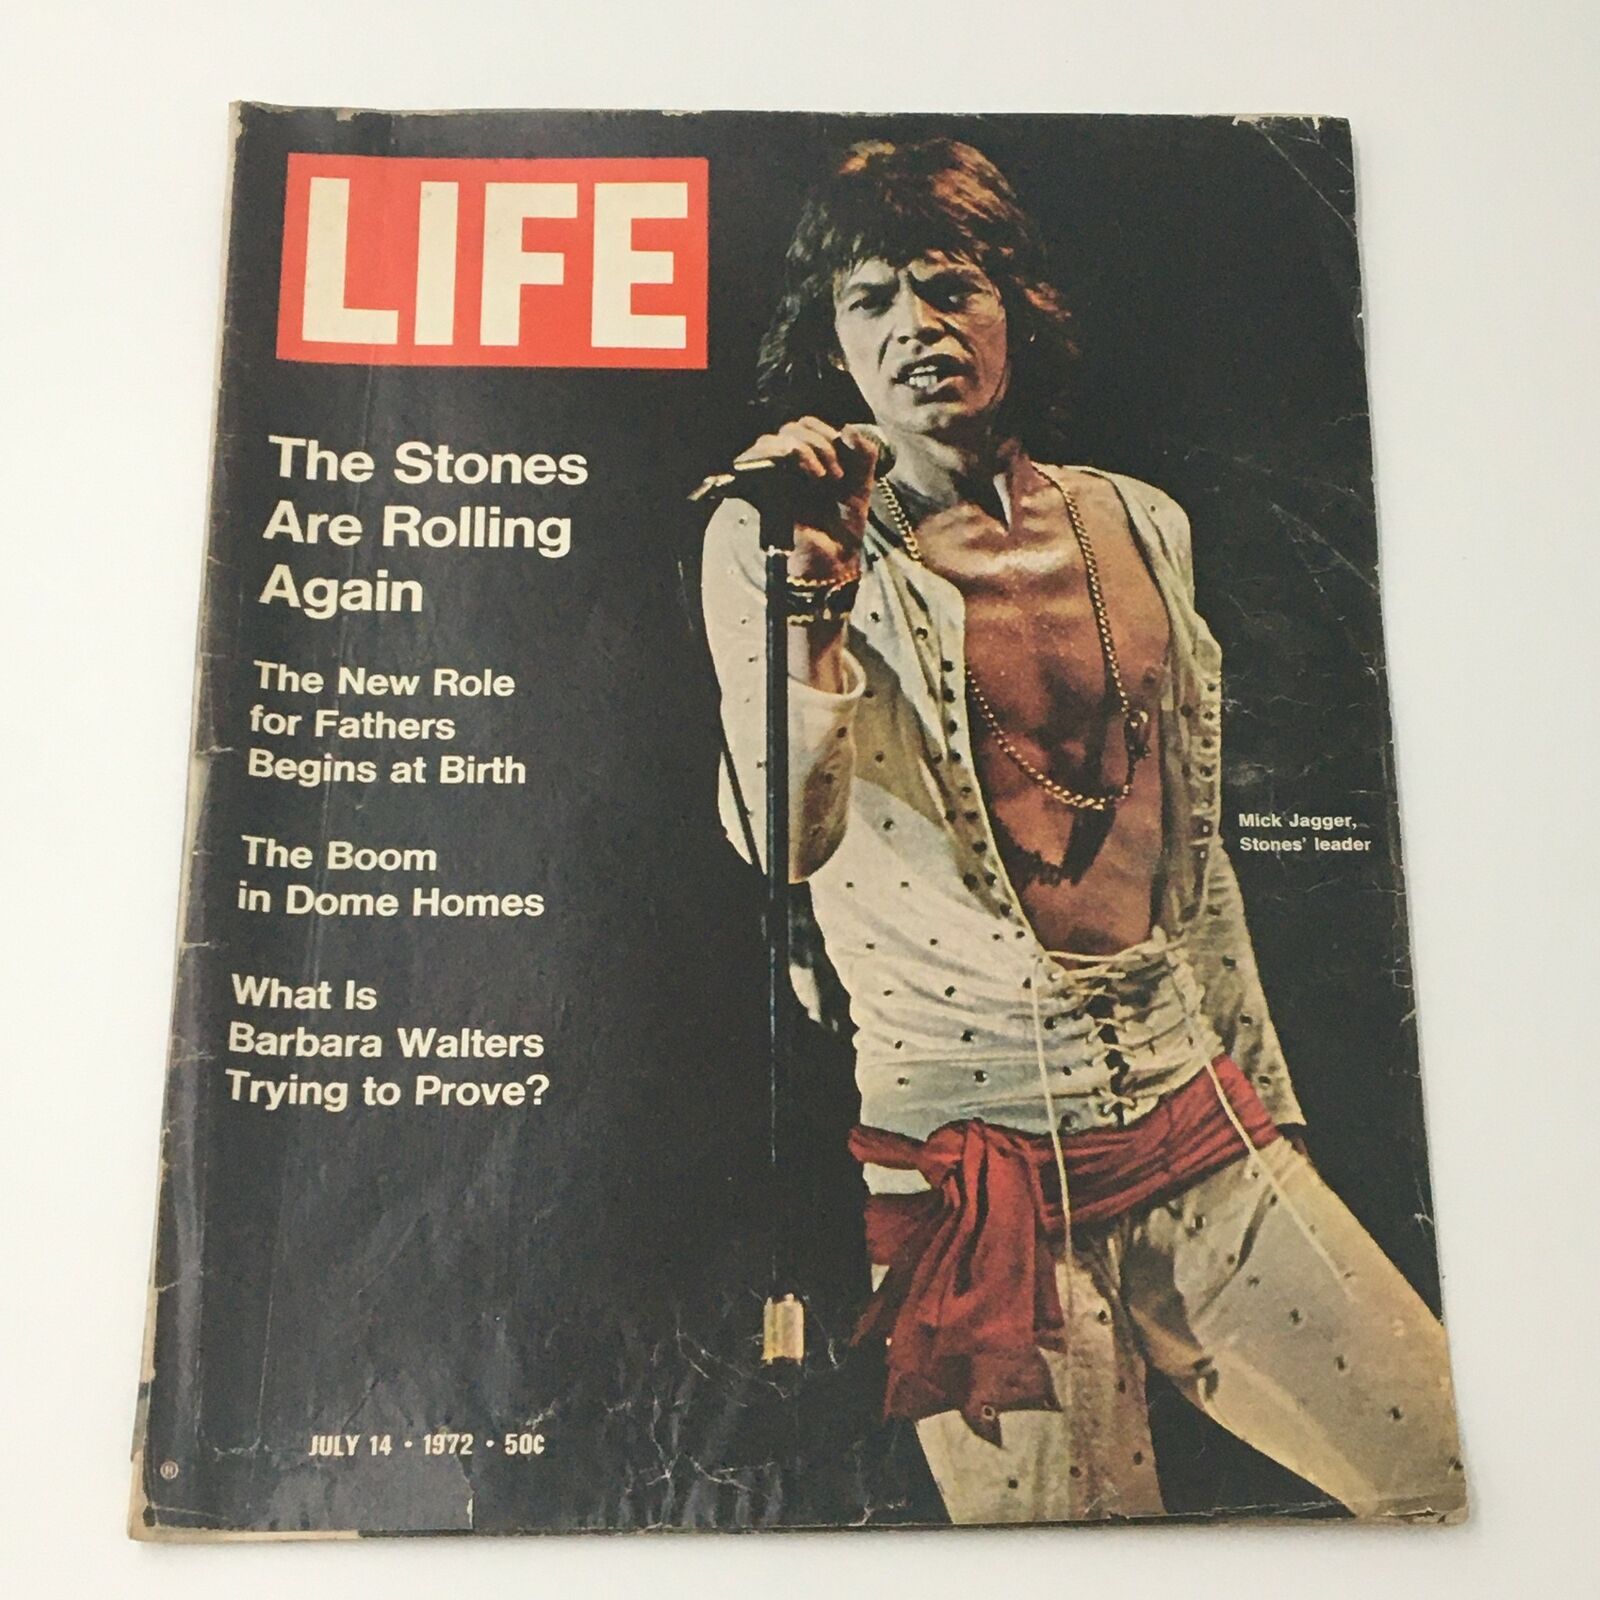 LIFE
The Stones
Are Rolling
Again
The New Role
for Fathers
Begins at Birth
The Boom
in Dome Homes
What Is
Barbara Walters
Trying to Prove?
Mick Jagger,
Stones' leader
JULY 14 • 1972 • 50¢
®